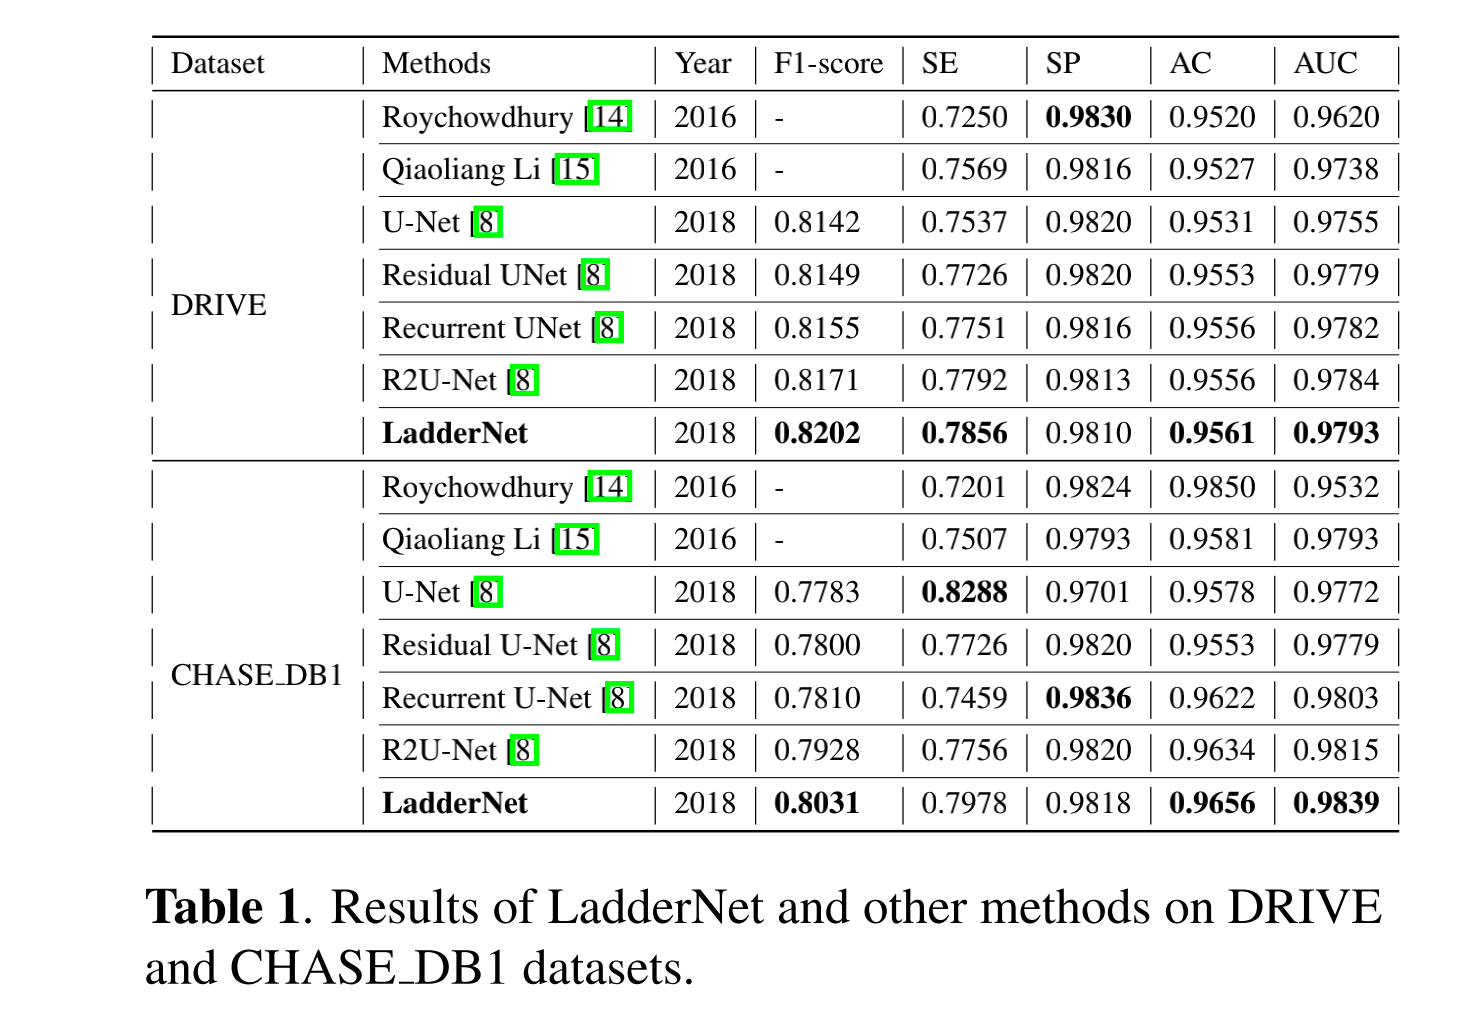 Dataset Methods Year F1-score SE SP AC AUC
Roychowdhury [14] 2016 - 0.7250 0.9830 0.9520 0.9620
Qiaoliang Li [15] 2016 - 0.7569 0.9816 0.9527 0.9738
U-Net [8] 2018 0.8142 0.7537 0.9820 0.9531 0.9755
Residual UNet [8] 2018 0.8149 0.7726 0.9820 0.9553 0.9779
DRIVE
Recurrent UNet [8] 2018 0.8155 0.7751 0.9816 0.9556 0.9782
R2U-Net [8] 2018 0.8171 0.7792 0.9813 0.9556 0.9784
LadderNet 2018 0.8202 0.7856 0.9810 0.9561 0.9793
Roychowdhury [14] 2016 - 0.7201 0.9824 0.9850 0.9532
Qiaoliang Li [15] 2016 - 0.7507 0.9793 0.9581 0.9793
U-Net [8] 2018 0.7783 0.8288 0.9701 0.9578 0.9772
Residual U-Net [8] 2018 0.7800 0.7726 0.9820 0.9553 0.9779
CHASE_DB1
Recurrent U-Net [8] 2018 0.7810 0.7459 0.9836 0.9622 0.9803
R2U-Net [8] 2018 0.7928 0.7756 0.9820 0.9634 0.9815
LadderNet 2018 0.8031 0.7978 0.9818 0.9656 0.9839
Table 1. Results of LadderNet and other methods on DRIVE
and CHASE_DB1 datasets.